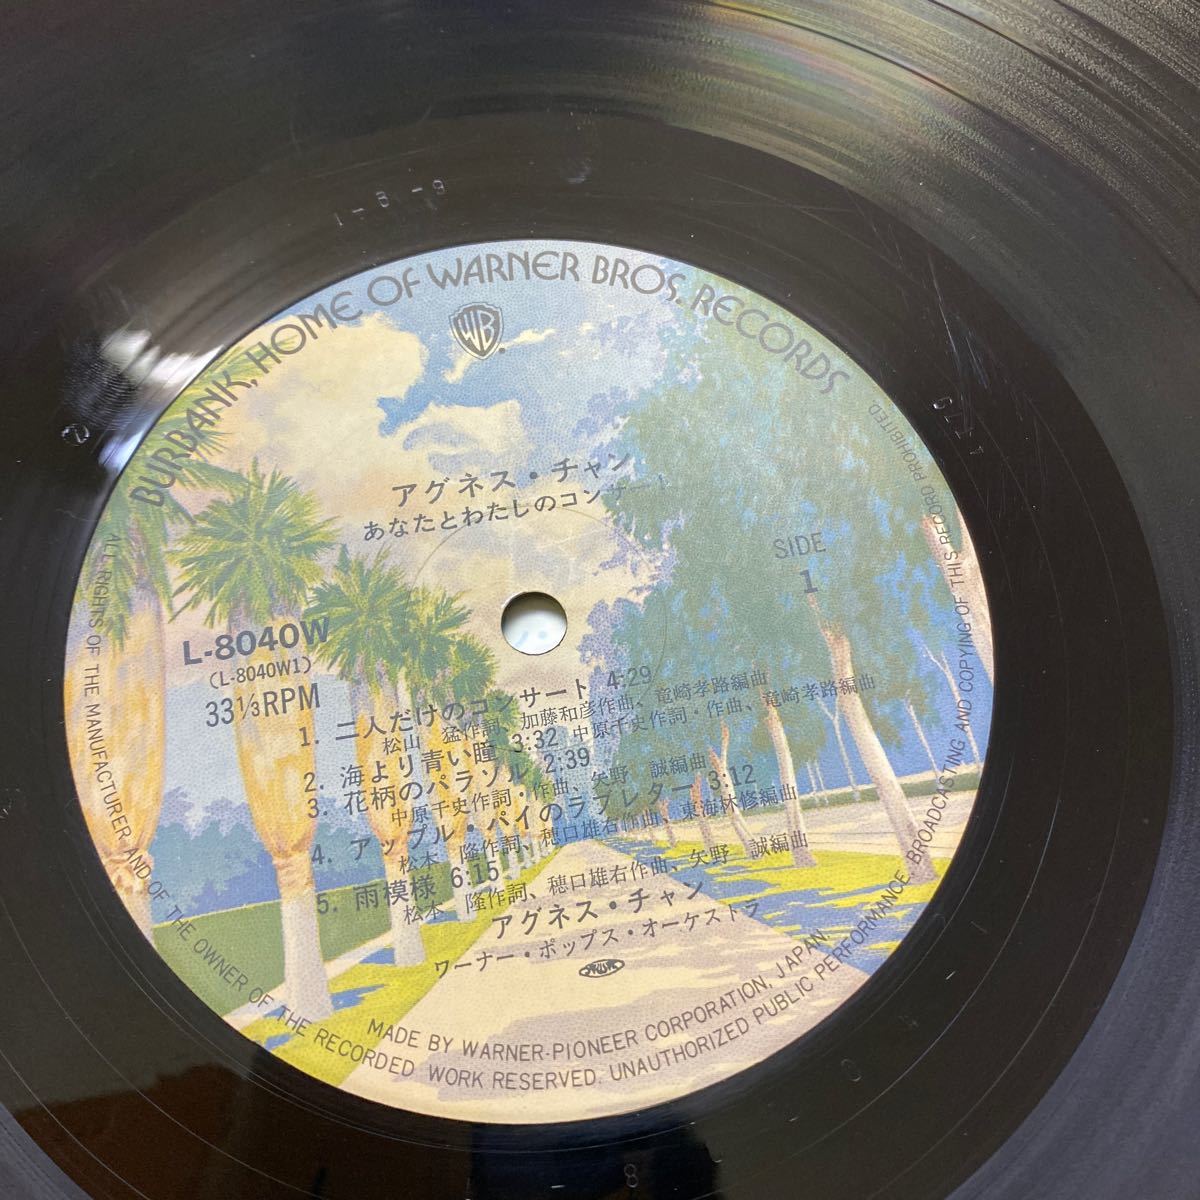 1-B-9
BURBANK, HOME OF WARNER BROS. RECORDS
WB
®
アグネス・チャン
あなたとわたしのコンサート
SIDE
1
L-8040W
(L-8040W1)
33 1/3 RPM
1. 二人だけのコンサート 4:29
松山 猛作詞、加藤和彦作曲、竜崎孝路編曲
2. 海より青い瞳 3:32
中原千史作詞・作曲、竜崎孝路編曲
3. 花柄のパラソル 2:39
中原千史作詞・作曲、矢野 誠編曲
4. アップル・パイのラブレター 3:12
松本 隆作詞、穂口雄右作曲、東海林修編曲
5. 雨模様 6:15
松本 隆作詞、穂口雄右作曲、矢野 誠編曲
アグネス・チャン
ワーナー・ポップス・オーケストラ
MADE BY WARNER-PIONEER CORPORATION, JAPAN.
ALL RIGHTS OF THE MANUFACTURER AND OF THE OWNER OF THE RECORDED WORK RESERVED. UNAUTHORIZED PUBLIC PERFORMANCE, BROADCASTING AND COPYING OF THIS RECORD PROHIBITED.
8